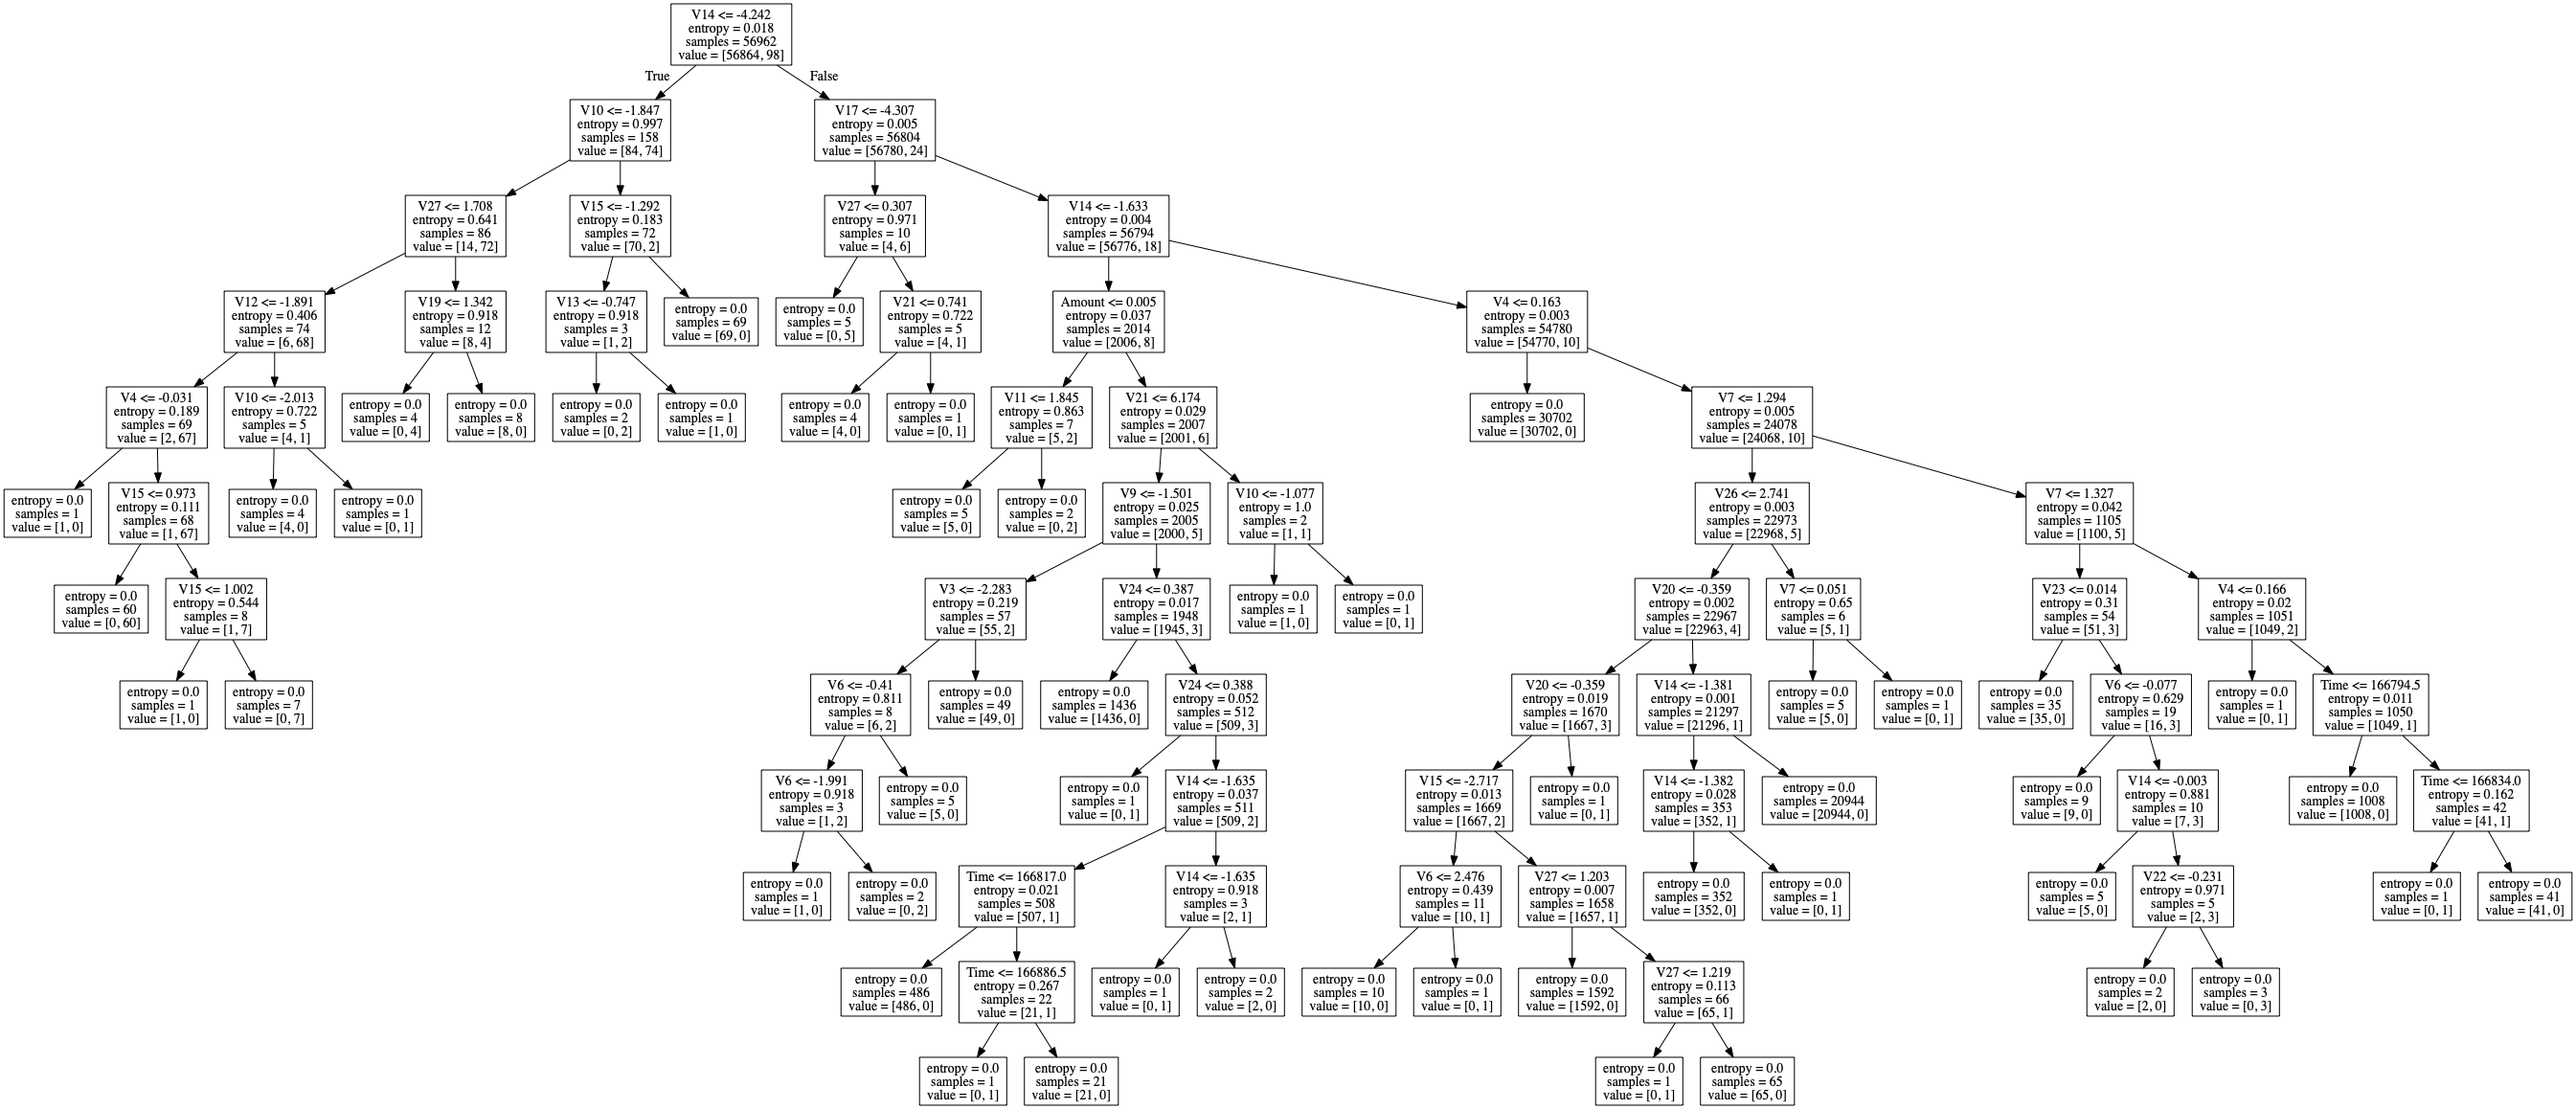 V14 <= -4.242
entropy = 0.018
samples = 56962
value = [56864, 98]
True
False
V10 <= -1.847
entropy = 0.997
samples = 158
value = [84, 74]
V17 <= -4.307
entropy = 0.005
samples = 56804
value = [56780, 24]
V27 <= 1.708
entropy = 0.641
samples = 86
value = [14, 72]
V15 <= -1.292
entropy = 0.183
samples = 72
value = [70, 2]
V27 <= 0.307
entropy = 0.971
samples = 10
value = [4, 6]
V14 <= -1.633
entropy = 0.004
samples = 56794
value = [56776, 18]
V12 <= -1.891
entropy = 0.406
samples = 74
value = [6, 68]
V19 <= 1.342
entropy = 0.918
samples = 12
value = [8, 4]
V13 <= -0.747
entropy = 0.918
samples = 3
value = [1, 2]
entropy = 0.0
samples = 69
value = [69, 0]
entropy = 0.0
samples = 5
value = [0, 5]
V21 <= 0.741
entropy = 0.722
samples = 5
value = [4, 1]
Amount <= 0.005
entropy = 0.037
samples = 2014
value = [2006, 8]
V4 <= 0.163
entropy = 0.003
samples = 54780
value = [54770, 10]
V4 <= -0.031
entropy = 0.189
samples = 69
value = [2, 67]
V10 <= -2.013
entropy = 0.722
samples = 5
value = [4, 1]
entropy = 0.0
samples = 4
value = [0, 4]
entropy = 0.0
samples = 8
value = [8, 0]
entropy = 0.0
samples = 2
value = [0, 2]
entropy = 0.0
samples = 1
value = [1, 0]
entropy = 0.0
samples = 4
value = [4, 0]
entropy = 0.0
samples = 1
value = [0, 1]
V11 <= 1.845
entropy = 0.863
samples = 7
value = [5, 2]
V21 <= 6.174
entropy = 0.029
samples = 2007
value = [2001, 6]
entropy = 0.0
samples = 30702
value = [30702, 0]
V7 <= 1.294
entropy = 0.005
samples = 24078
value = [24068, 10]
entropy = 0.0
samples = 1
value = [1, 0]
V15 <= 0.973
entropy = 0.111
samples = 68
value = [1, 67]
entropy = 0.0
samples = 4
value = [4, 0]
entropy = 0.0
samples = 1
value = [0, 1]
entropy = 0.0
samples = 5
value = [5, 0]
entropy = 0.0
samples = 2
value = [0, 2]
V9 <= -1.501
entropy = 0.025
samples = 2005
value = [2000, 5]
V10 <= -1.077
entropy = 1.0
samples = 2
value = [1, 1]
V26 <= 2.741
entropy = 0.003
samples = 22973
value = [22968, 5]
V7 <= 1.327
entropy = 0.042
samples = 1105
value = [1100, 5]
entropy = 0.0
samples = 60
value = [0, 60]
V15 <= 1.002
entropy = 0.544
samples = 8
value = [1, 7]
V3 <= -2.283
entropy = 0.219
samples = 57
value = [55, 2]
V24 <= 0.387
entropy = 0.017
samples = 1948
value = [1945, 3]
entropy = 0.0
samples = 1
value = [1, 0]
entropy = 0.0
samples = 1
value = [0, 1]
V20 <= -0.359
entropy = 0.002
samples = 22967
value = [22963, 4]
V7 <= 0.051
entropy = 0.65
samples = 6
value = [5, 1]
V23 <= 0.014
entropy = 0.31
samples = 54
value = [51, 3]
V4 <= 0.166
entropy = 0.02
samples = 1051
value = [1049, 2]
entropy = 0.0
samples = 1
value = [1, 0]
entropy = 0.0
samples = 7
value = [0, 7]
V6 <= -0.41
entropy = 0.811
samples = 8
value = [6, 2]
entropy = 0.0
samples = 49
value = [49, 0]
entropy = 0.0
samples = 1436
value = [1436, 0]
V24 <= 0.388
entropy = 0.052
samples = 512
value = [509, 3]
V20 <= -0.359
entropy = 0.019
samples = 1670
value = [1667, 3]
V14 <= -1.381
entropy = 0.001
samples = 21297
value = [21296, 1]
entropy = 0.0
samples = 5
value = [5, 0]
entropy = 0.0
samples = 1
value = [0, 1]
entropy = 0.0
samples = 35
value = [35, 0]
V6 <= -0.077
entropy = 0.629
samples = 19
value = [16, 3]
entropy = 0.0
samples = 1
value = [0, 1]
Time <= 166794.5
entropy = 0.011
samples = 1050
value = [1049, 1]
V6 <= -1.991
entropy = 0.918
samples = 3
value = [1, 2]
entropy = 0.0
samples = 5
value = [5, 0]
entropy = 0.0
samples = 1
value = [0, 1]
V14 <= -1.635
entropy = 0.037
samples = 511
value = [509, 2]
V15 <= -2.717
entropy = 0.013
samples = 1669
value = [1667, 2]
entropy = 0.0
samples = 1
value = [0, 1]
V14 <= -1.382
entropy = 0.028
samples = 353
value = [352, 1]
entropy = 0.0
samples = 20944
value = [20944, 0]
entropy = 0.0
samples = 9
value = [9, 0]
V14 <= -0.003
entropy = 0.881
samples = 10
value = [7, 3]
entropy = 0.0
samples = 1008
value = [1008, 0]
Time <= 166834.0
entropy = 0.162
samples = 42
value = [41, 1]
entropy = 0.0
samples = 1
value = [1, 0]
entropy = 0.0
samples = 2
value = [0, 2]
Time <= 166817.0
entropy = 0.021
samples = 508
value = [507, 1]
V14 <= -1.635
entropy = 0.918
samples = 3
value = [2, 1]
V6 <= 2.476
entropy = 0.439
samples = 11
value = [10, 1]
V27 <= 1.203
entropy = 0.007
samples = 1658
value = [1657, 1]
entropy = 0.0
samples = 352
value = [352, 0]
entropy = 0.0
samples = 1
value = [0, 1]
entropy = 0.0
samples = 5
value = [5, 0]
V22 <= -0.231
entropy = 0.971
samples = 5
value = [2, 3]
entropy = 0.0
samples = 1
value = [0, 1]
entropy = 0.0
samples = 41
value = [41, 0]
entropy = 0.0
samples = 486
value = [486, 0]
Time <= 166886.5
entropy = 0.267
samples = 22
value = [21, 1]
entropy = 0.0
samples = 1
value = [0, 1]
entropy = 0.0
samples = 2
value = [2, 0]
entropy = 0.0
samples = 10
value = [10, 0]
entropy = 0.0
samples = 1
value = [0, 1]
entropy = 0.0
samples = 1592
value = [1592, 0]
V27 <= 1.219
entropy = 0.113
samples = 66
value = [65, 1]
entropy = 0.0
samples = 2
value = [2, 0]
entropy = 0.0
samples = 3
value = [0, 3]
entropy = 0.0
samples = 1
value = [0, 1]
entropy = 0.0
samples = 21
value = [21, 0]
entropy = 0.0
samples = 1
value = [0, 1]
entropy = 0.0
samples = 65
value = [65, 0]